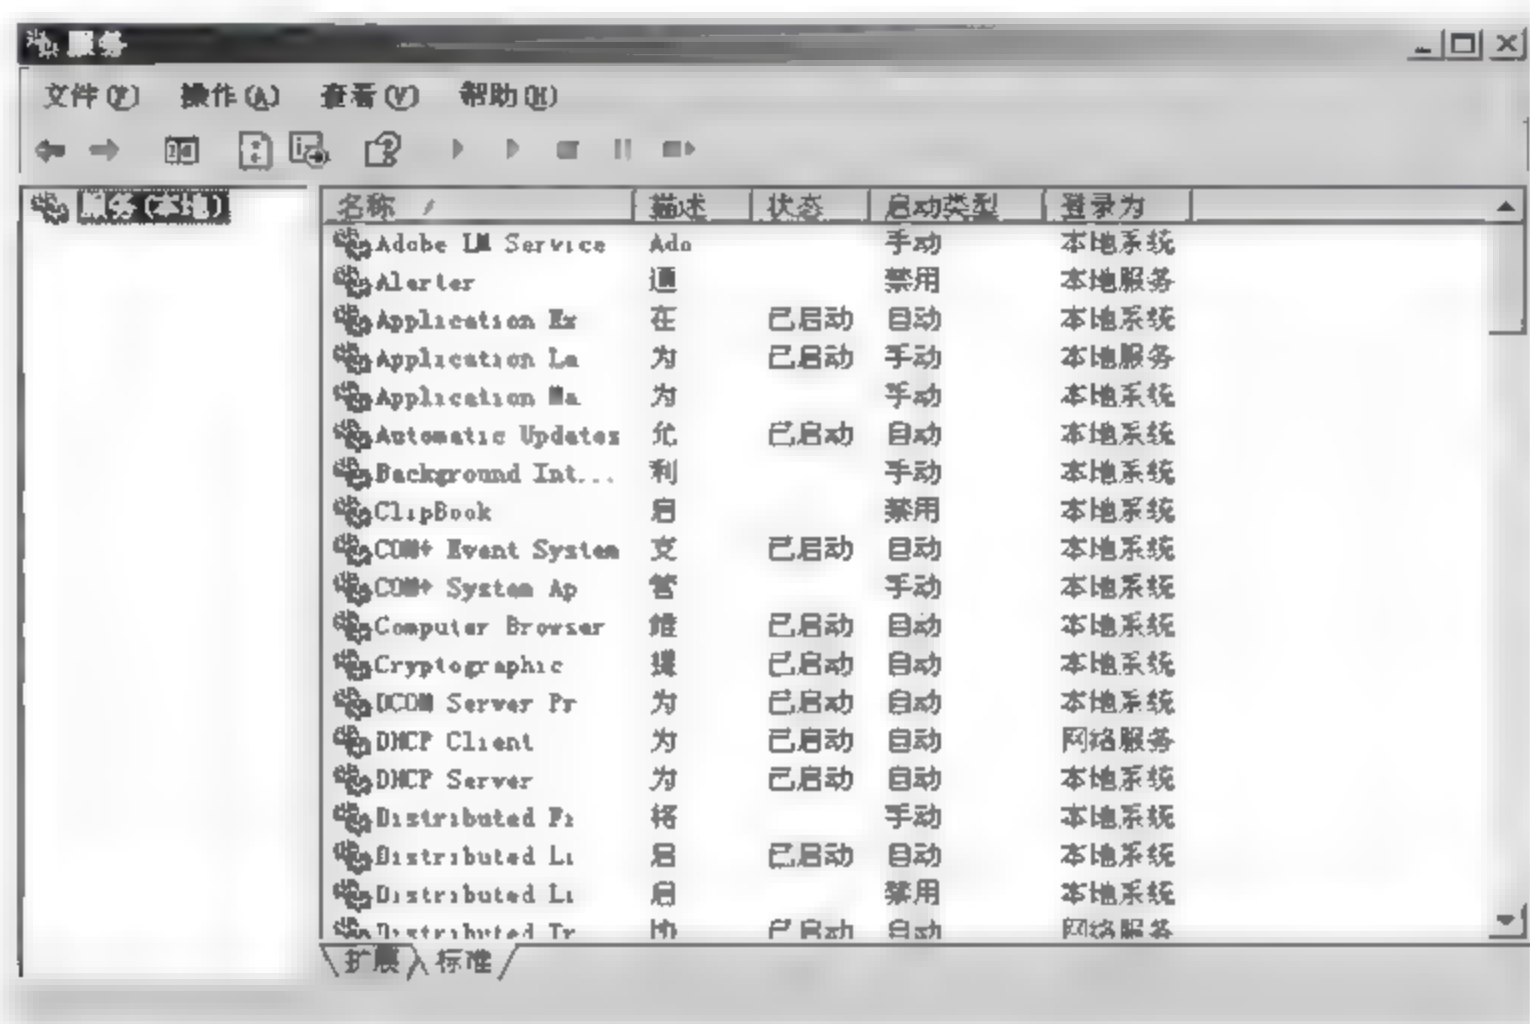 服务
文件(F) 操作(A) 查看(V) 帮助(H)
服务(本地)
名称 描述 状态 启动类型 登录为
Adobe LM Service Ado 手动 本地系统
Alerter 通 禁用 本地服务
Application Ex 在 已启动 自动 本地系统
Application La 为 已启动 手动 本地服务
Application Ma 为 手动 本地系统
Automatic Updates 允 已启动 自动 本地系统
Background Int... 利 手动 本地系统
ClipBook 启 禁用 本地系统
COM+ Event System 支 已启动 自动 本地系统
COM+ System Ap 管 手动 本地系统
Computer Browser 维 已启动 自动 本地系统
Cryptographic 提 已启动 自动 本地系统
DCOM Server Pr 为 已启动 自动 本地系统
DHCP Client 为 已启动 自动 网络服务
DHCP Server 为 已启动 自动 本地系统
Distributed Fi 将 手动 本地系统
Distributed Li 启 已启动 自动 本地系统
Distributed Li 启 禁用 本地系统
Distributed Tr 协 已启动 自动 网络服务
扩展 标准